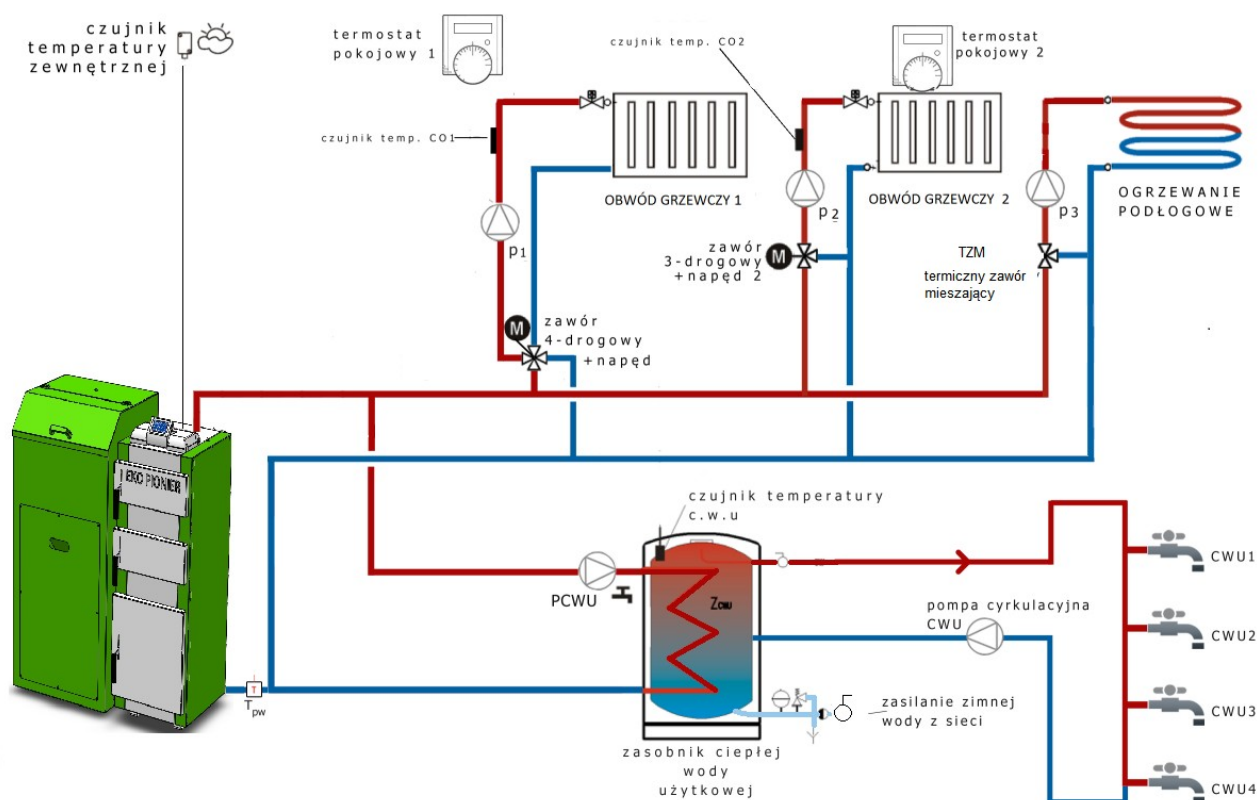 czujnik
temperatury
zewnętrznej
termostat
pokojowy 1
czujnik temp. CO2
termostat
pokojowy 2
czujnik temp. CO1
OBWÓD GRZEWCZY 1
OBWÓD GRZEWCZY 2
OGRZEWANIE
PODŁOGOWE
p1
p2
p3
zawór
3-drogowy
+napęd 2
M
TZM
termiczny zawór
mieszający
M
zawór
4-drogowy
+napęd
EKO PIONIER
czujnik temperatury
c.w.u
PCWU
ZCWU
pompa cyrkulacyjna
CWU
CWU1
CWU2
CWU3
CWU4
T
Tpw
zasilanie zimnej
wody z sieci
zasobnik ciepłej
wody
użytkowej